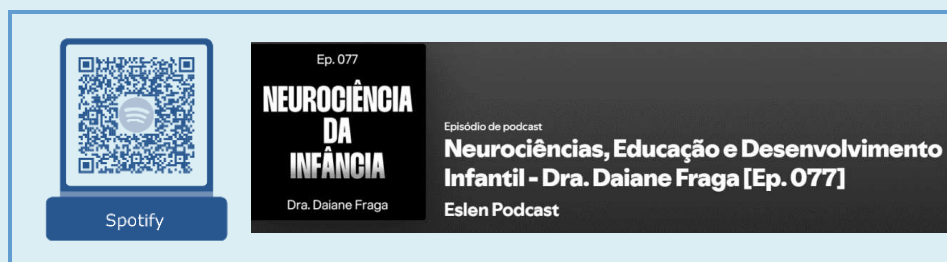 Spotify
Ep. 077
NEUROCIÊNCIA
DA
INFÂNCIA
Dra. Daiane Fraga
Episódio de podcast
Neurociências, Educação e Desenvolvimento
Infantil - Dra. Daiane Fraga [Ep. 077]
Eslen Podcast